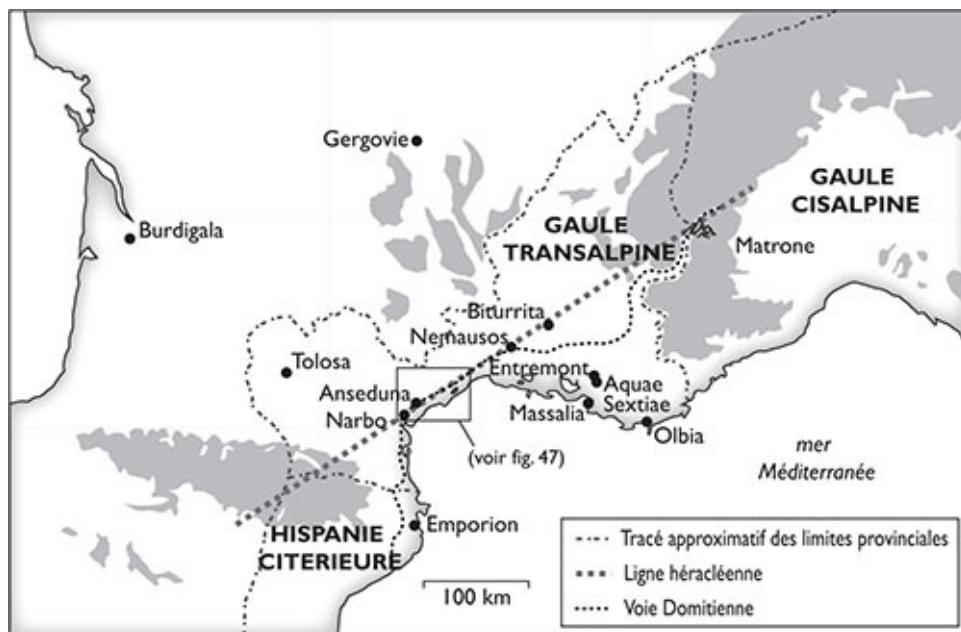 Gergovie
Burdigala
GAULE
CISALPINE
GAULE
TRANSALPINE
Matrone
Biturrita
Nemausos
Tolosa
Entremont
Anseduna
Aquae
Sextiae
Narbo
Massalia
Olbia
(voir fig. 47)
mer
Méditerranée
HISPANIE
CITERIEURE
Emporion
100 km
Tracé approximatif des limites provinciales
Ligne héracléenne
Voie Domitienne